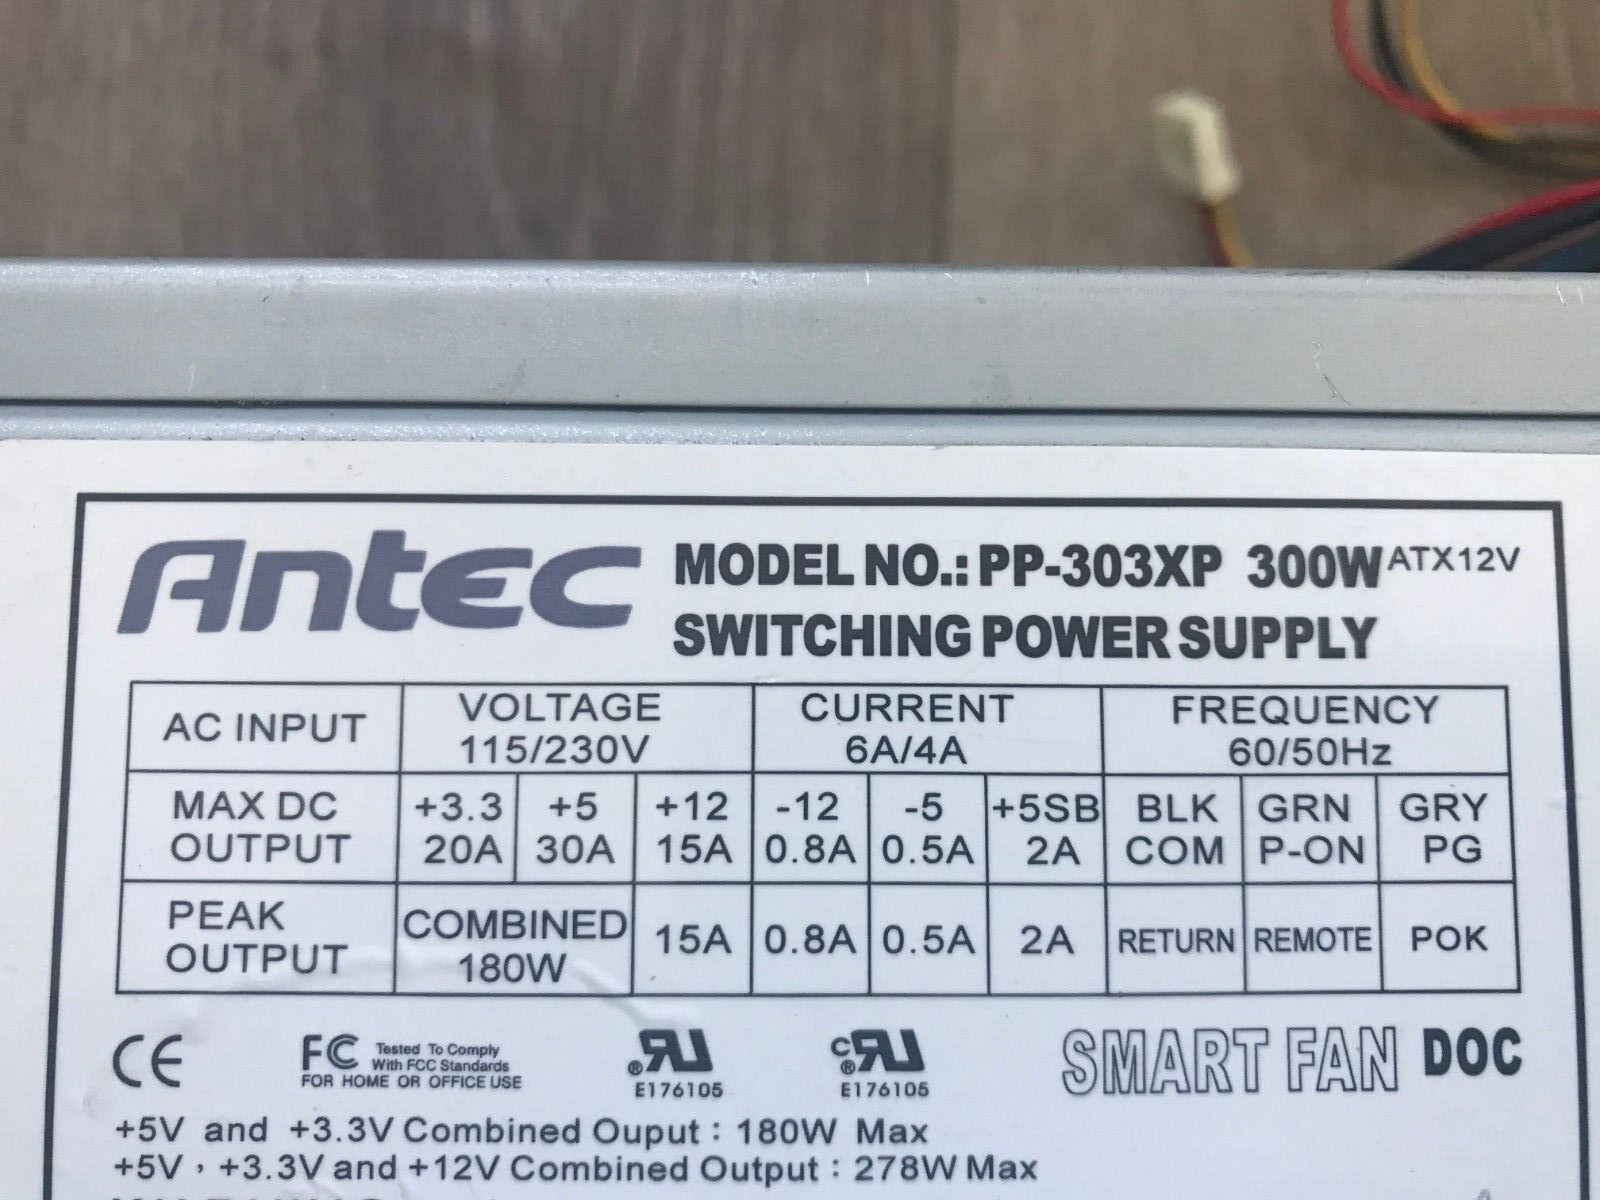 Antec
MODEL NO.: PP-303XP 300W ATX12V
SWITCHING POWER SUPPLY
AC INPUT VOLTAGE 115/230V CURRENT 6A/4A FREQUENCY 60/50Hz
MAX DC OUTPUT +3.3 20A +5 30A +12 15A -12 0.8A -5 0.5A +5SB 2A BLK COM GRN P-ON GRY PG
PEAK OUTPUT COMBINED 180W 15A 0.8A 0.5A 2A RETURN REMOTE POK
CE FC Tested To Comply With FCC Standards FOR HOME OR OFFICE USE
E176105 E176105
SMART FAN DOC
+5V and +3.3V Combined Ouput : 180W Max
+5V , +3.3V and +12V Combined Output : 278W Max